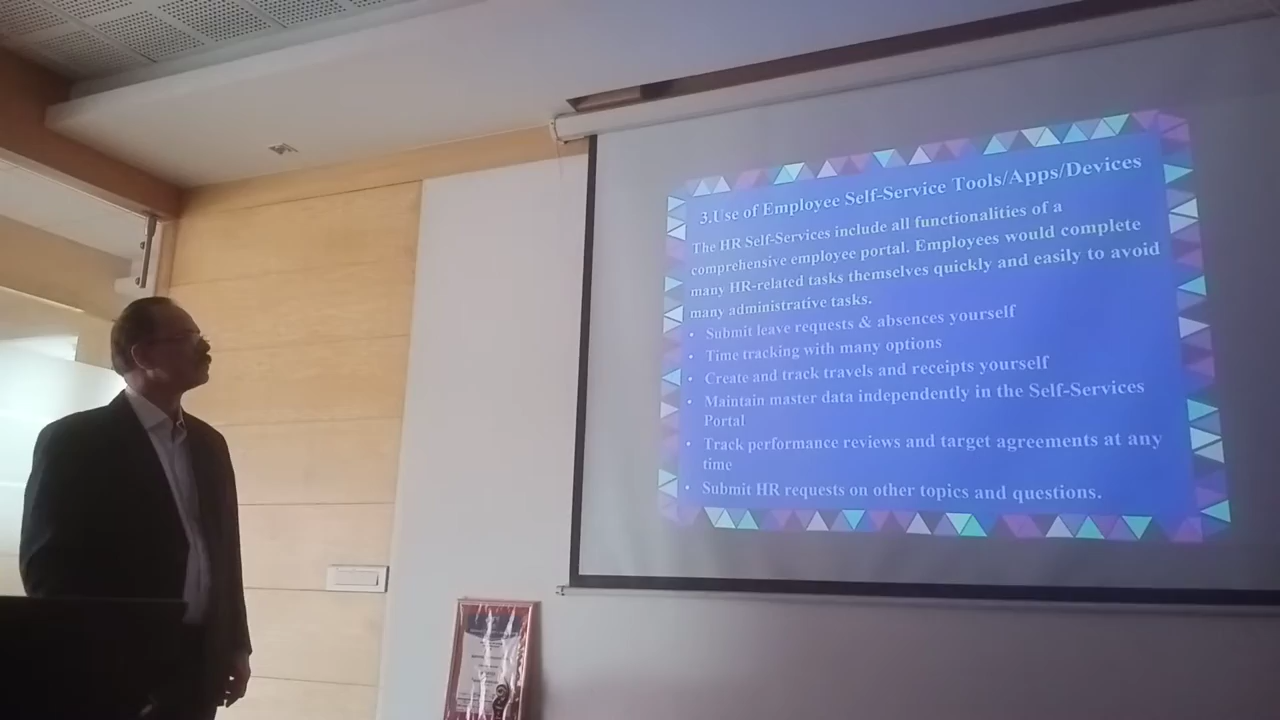 3.Use of Employee Self-Service Tools/Apps/Devices
The HR Self-Services include all functionalities of a
comprehensive employee portal. Employees would complete
many HR-related tasks themselves quickly and easily to avoid
many administrative tasks.
• Submit leave requests & absences yourself
• Time tracking with many options
• Create and track travels and receipts yourself
• Maintain master data independently in the Self-Services
Portal
• Track performance reviews and target agreements at any
time
• Submit HR requests on other topics and questions.